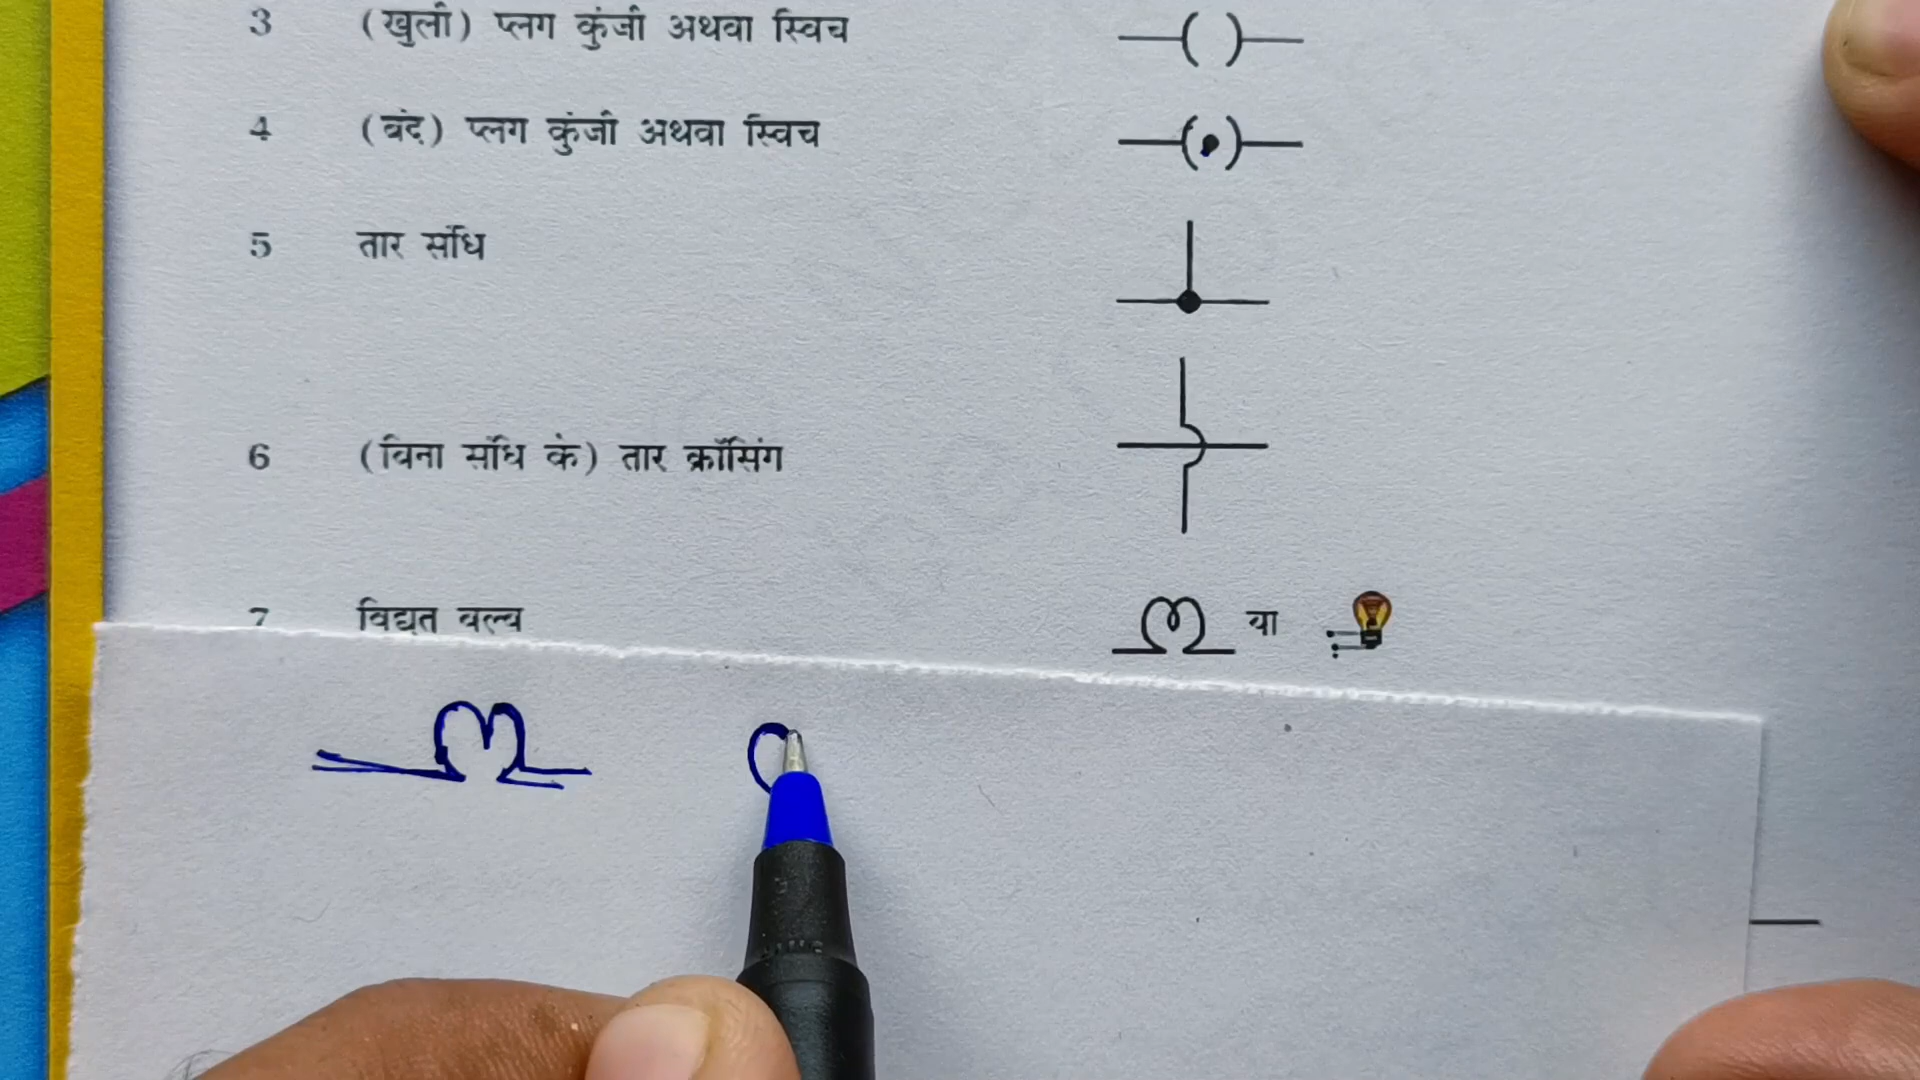 3 (खुली) प्लग कुंजी अथवा स्विच
4 (बंद) प्लग कुंजी अथवा स्विच
5 तार संधि
6 (बिना संधि के) तार क्रॉसिंग
7 विद्युत बल्ब या